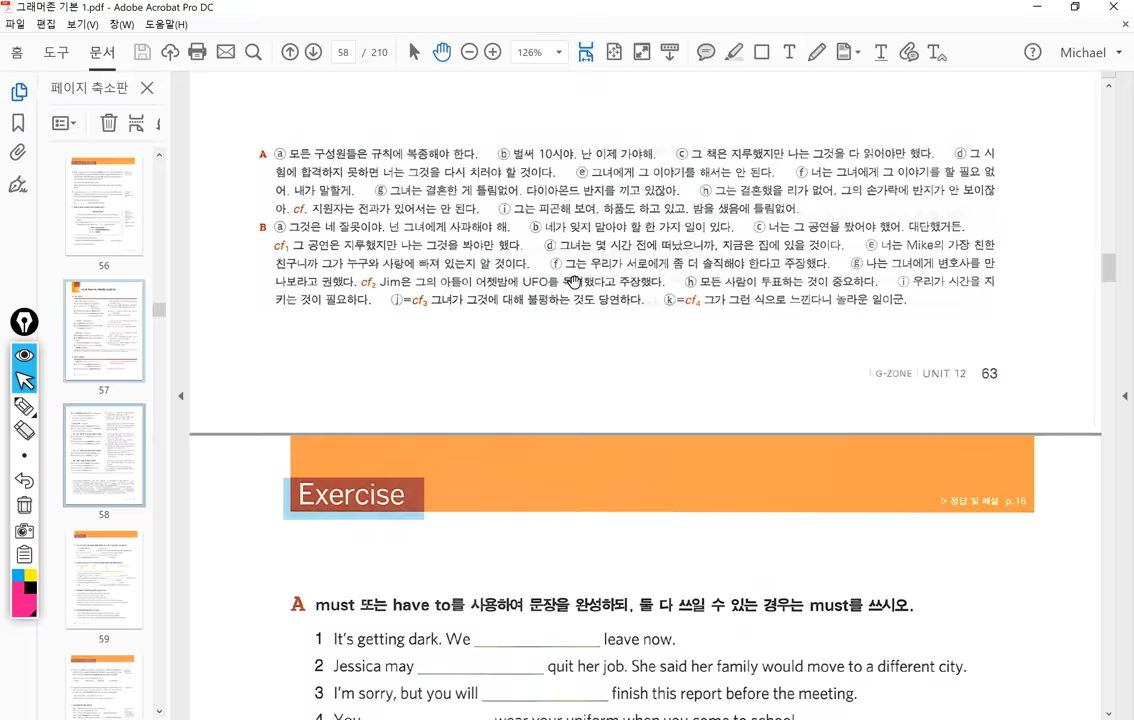 그래머존 기본 1.pdf - Adobe Acrobat Pro DC
파일 편집 보기(V) 창(W) 도움말(H)
홈 도구 문서 58 / 210 126% Michael
페이지 축소판
56
57
58
59
A ⓐ 모든 구성원들은 규칙에 복종해야 한다. ⓑ 벌써 10시야, 난 이제 가야해. ⓒ 그 책은 지루했지만 나는 그것을 다 읽어야만 했다. ⓓ 그 시
험에 합격하지 못하면 너는 그것을 다시 치러야 할 것이다. ⓔ 그녀에게 그 이야기를 해서는 안 된다. ⓕ 너는 그녀에게 그 이야기를 할 필요 없
어, 내가 말할게. ⓖ 그녀는 결혼한 게 틀림없어, 다이아몬드 반지를 끼고 있잖아. ⓗ 그는 결혼했을 리가 없어, 그의 손가락에 반지가 안 보이잖
아. cf. 지원자는 전과가 있어서는 안 된다. ⓘ 그는 피곤해 보여, 하품도 하고 있고, 밤을 샜음에 틀림없어.
B ⓐ 그것은 네 잘못이야, 넌 그녀에게 사과해야 해. ⓑ 네가 잊지 말아야 할 한 가지 일이 있다. ⓒ 너는 그 공연을 봤어야 했어, 대단했거든.
cf1 그 공연은 지루했지만 나는 그것을 봐야만 했다. ⓓ 그녀는 몇 시간 전에 떠났으니까, 지금은 집에 있을 것이다. ⓔ 너는 Mike의 가장 친한
친구니까 그가 누구와 사랑에 빠져 있는지 알 것이다. ⓕ 그는 우리가 서로에게 좀 더 솔직해야 한다고 주장했다. ⓖ 나는 그녀에게 변호사를 만
나보라고 권했다. cf2 Jim은 그의 아들이 어젯밤에 UFO를 했다고 주장했다. ⓗ 모든 사람이 투표하는 것이 중요하다. ⓘ 우리가 시간을 지
키는 것이 필요하다. ⓙ=cf3 그녀가 그것에 대해 불평하는 것도 당연하다. ⓚ=cf4 그가 그런 식으로 느낀다니 놀라운 일이군.
G-ZONE UNIT 12 63
Exercise
▷ 정답 및 해설 p.16
A must 또는 have to를 사용하여 문장을 완성하되, 둘 다 쓰일 수 있는 경우는 must를 쓰시오.
1 It's getting dark. We ____________ leave now.
2 Jessica may ____________ quit her job. She said her family would move to a different city.
3 I'm sorry, but you will ____________ finish this report before the meeting.
4 You ____________ wear your uniform when you come to school.